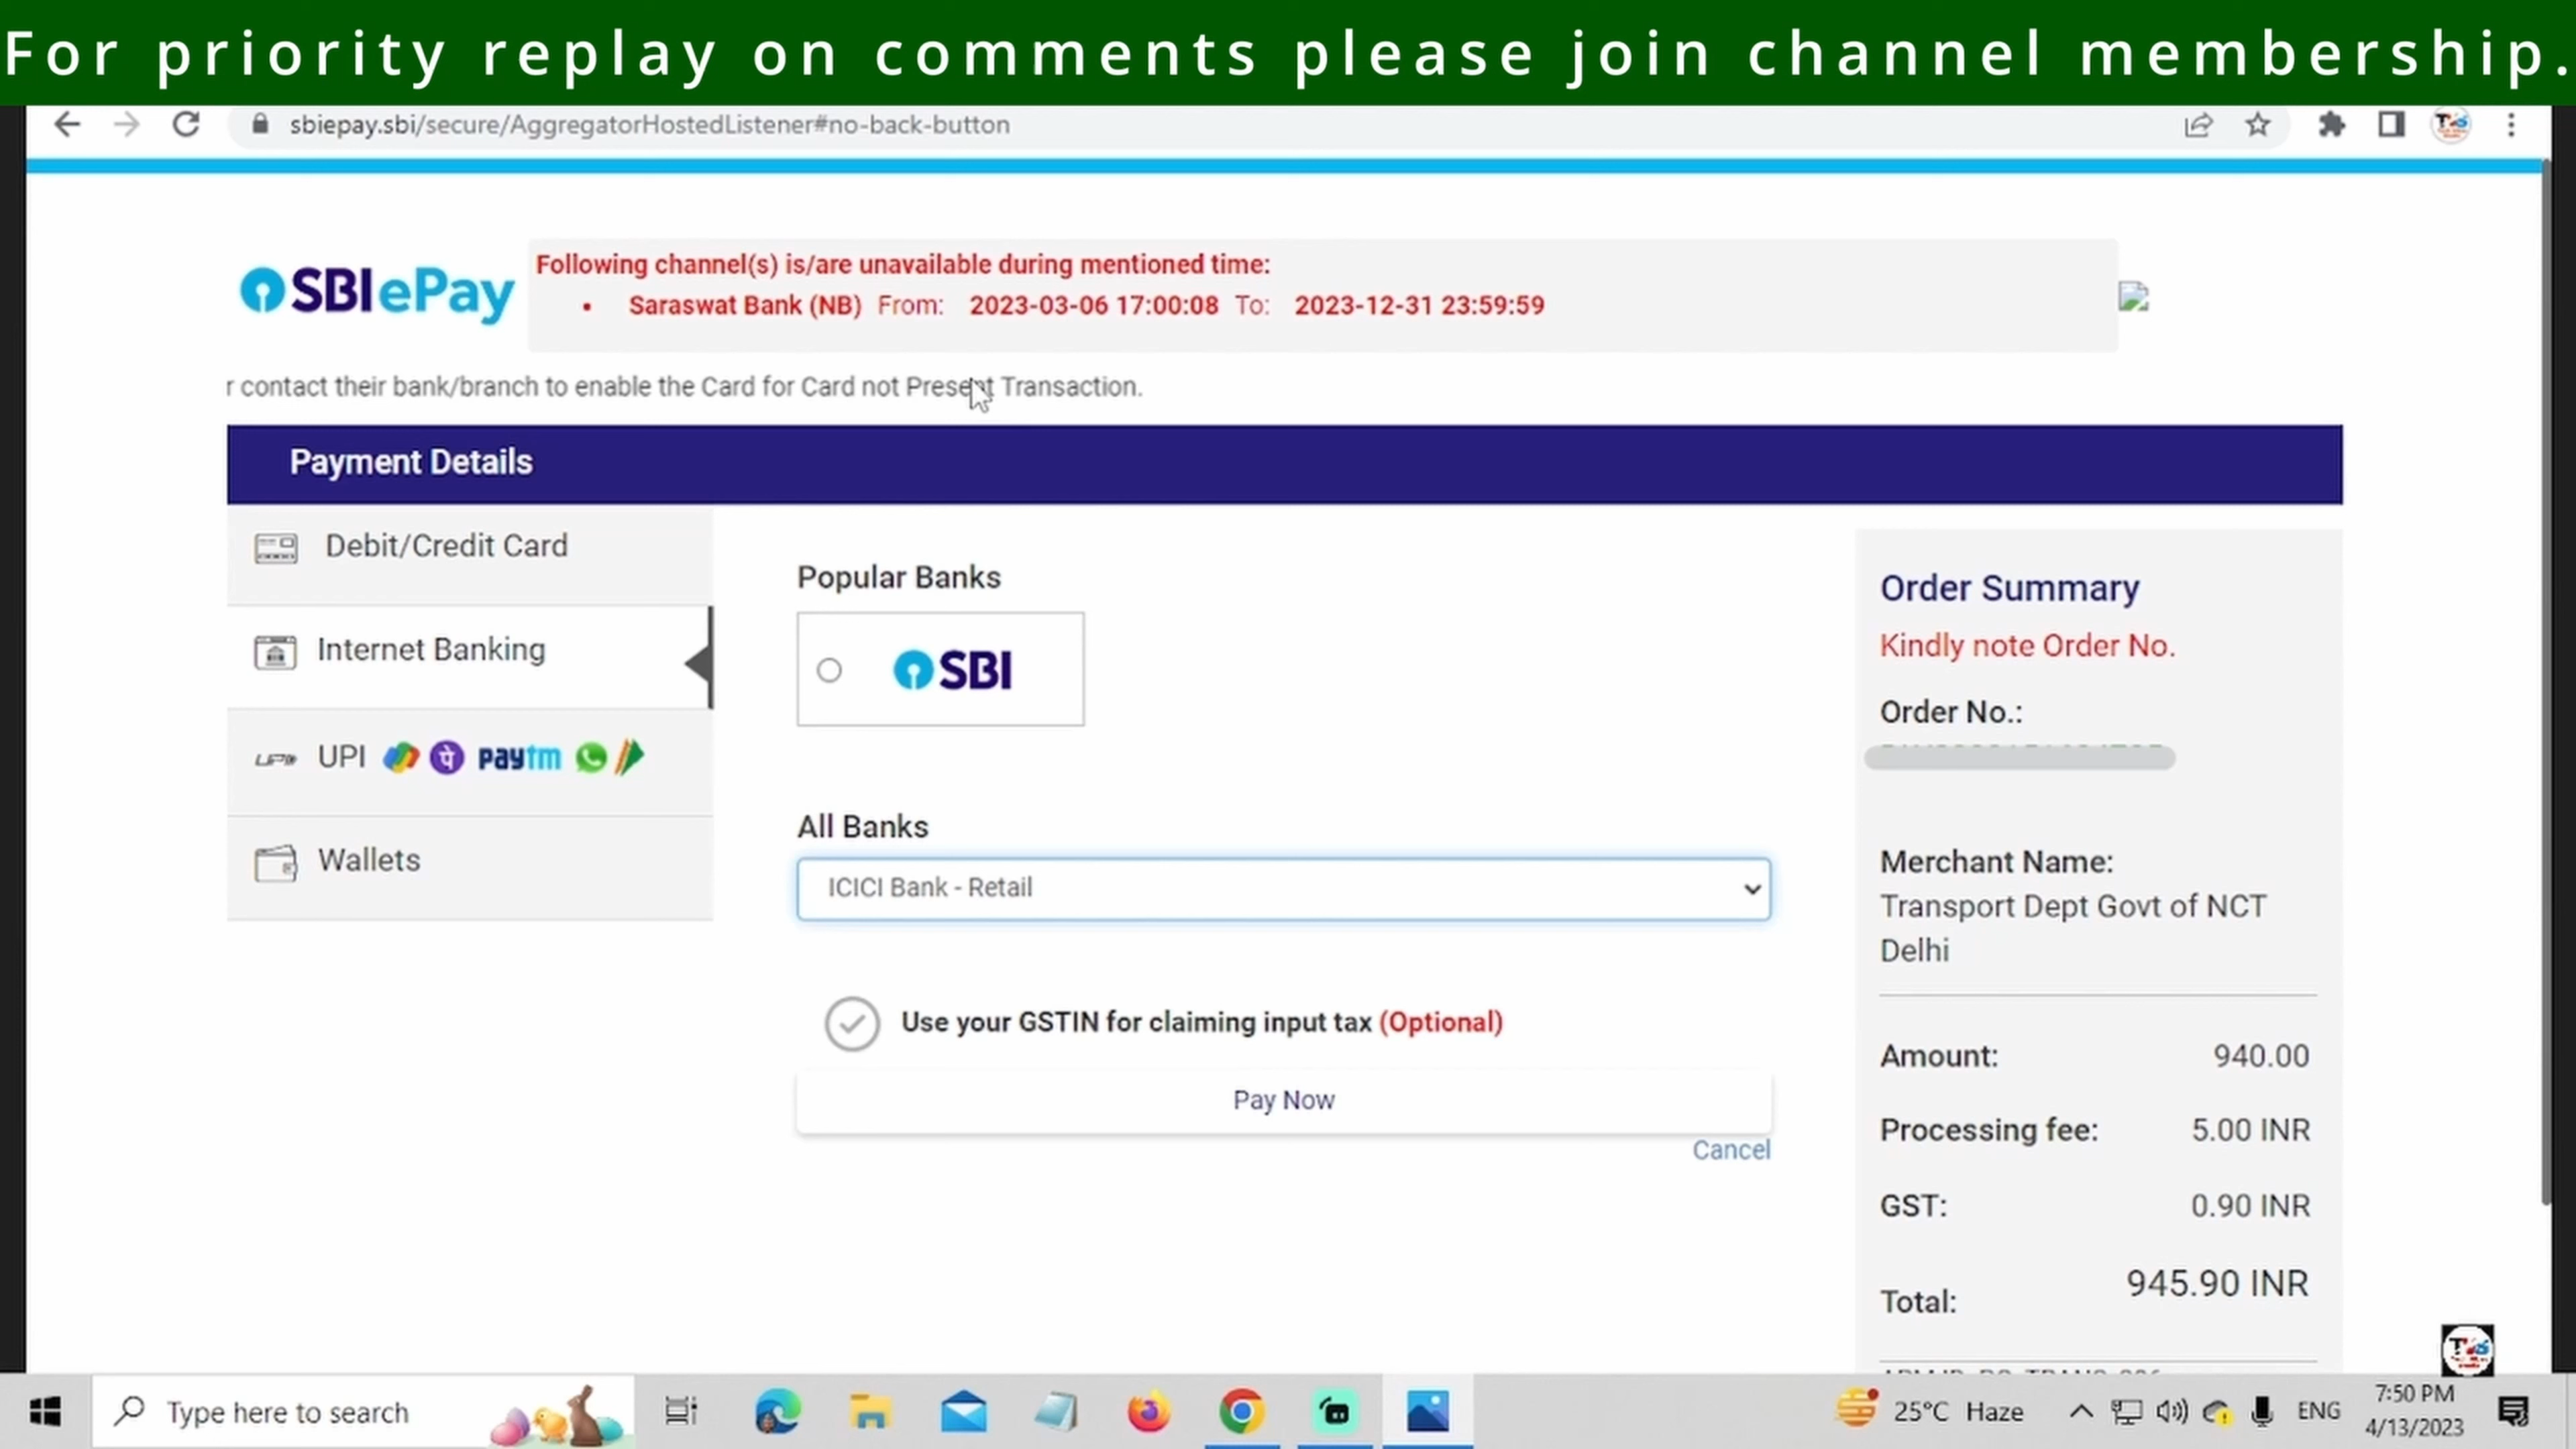 For priority replay on comments please join channel membership.
sbiepay.sbi/secure/AggregatorHostedListener#no-back-button
SBI ePay
Following channel(s) is/are unavailable during mentioned time:
• Saraswat Bank (NB) From: 2023-03-06 17:00:08 To: 2023-12-31 23:59:59
r contact their bank/branch to enable the Card for Card not Present Transaction.
Payment Details
Debit/Credit Card
Internet Banking
UPI पे paytm
Wallets
Popular Banks
SBI
All Banks
ICICI Bank - Retail
Use your GSTIN for claiming input tax (Optional)
Pay Now
Cancel
Order Summary
Kindly note Order No.
Order No.:
Merchant Name:
Transport Dept Govt of NCT
Delhi
Amount: 940.00
Processing fee: 5.00 INR
GST: 0.90 INR
Total: 945.90 INR
Type here to search
25°C Haze
ENG
7:50 PM
4/13/2023